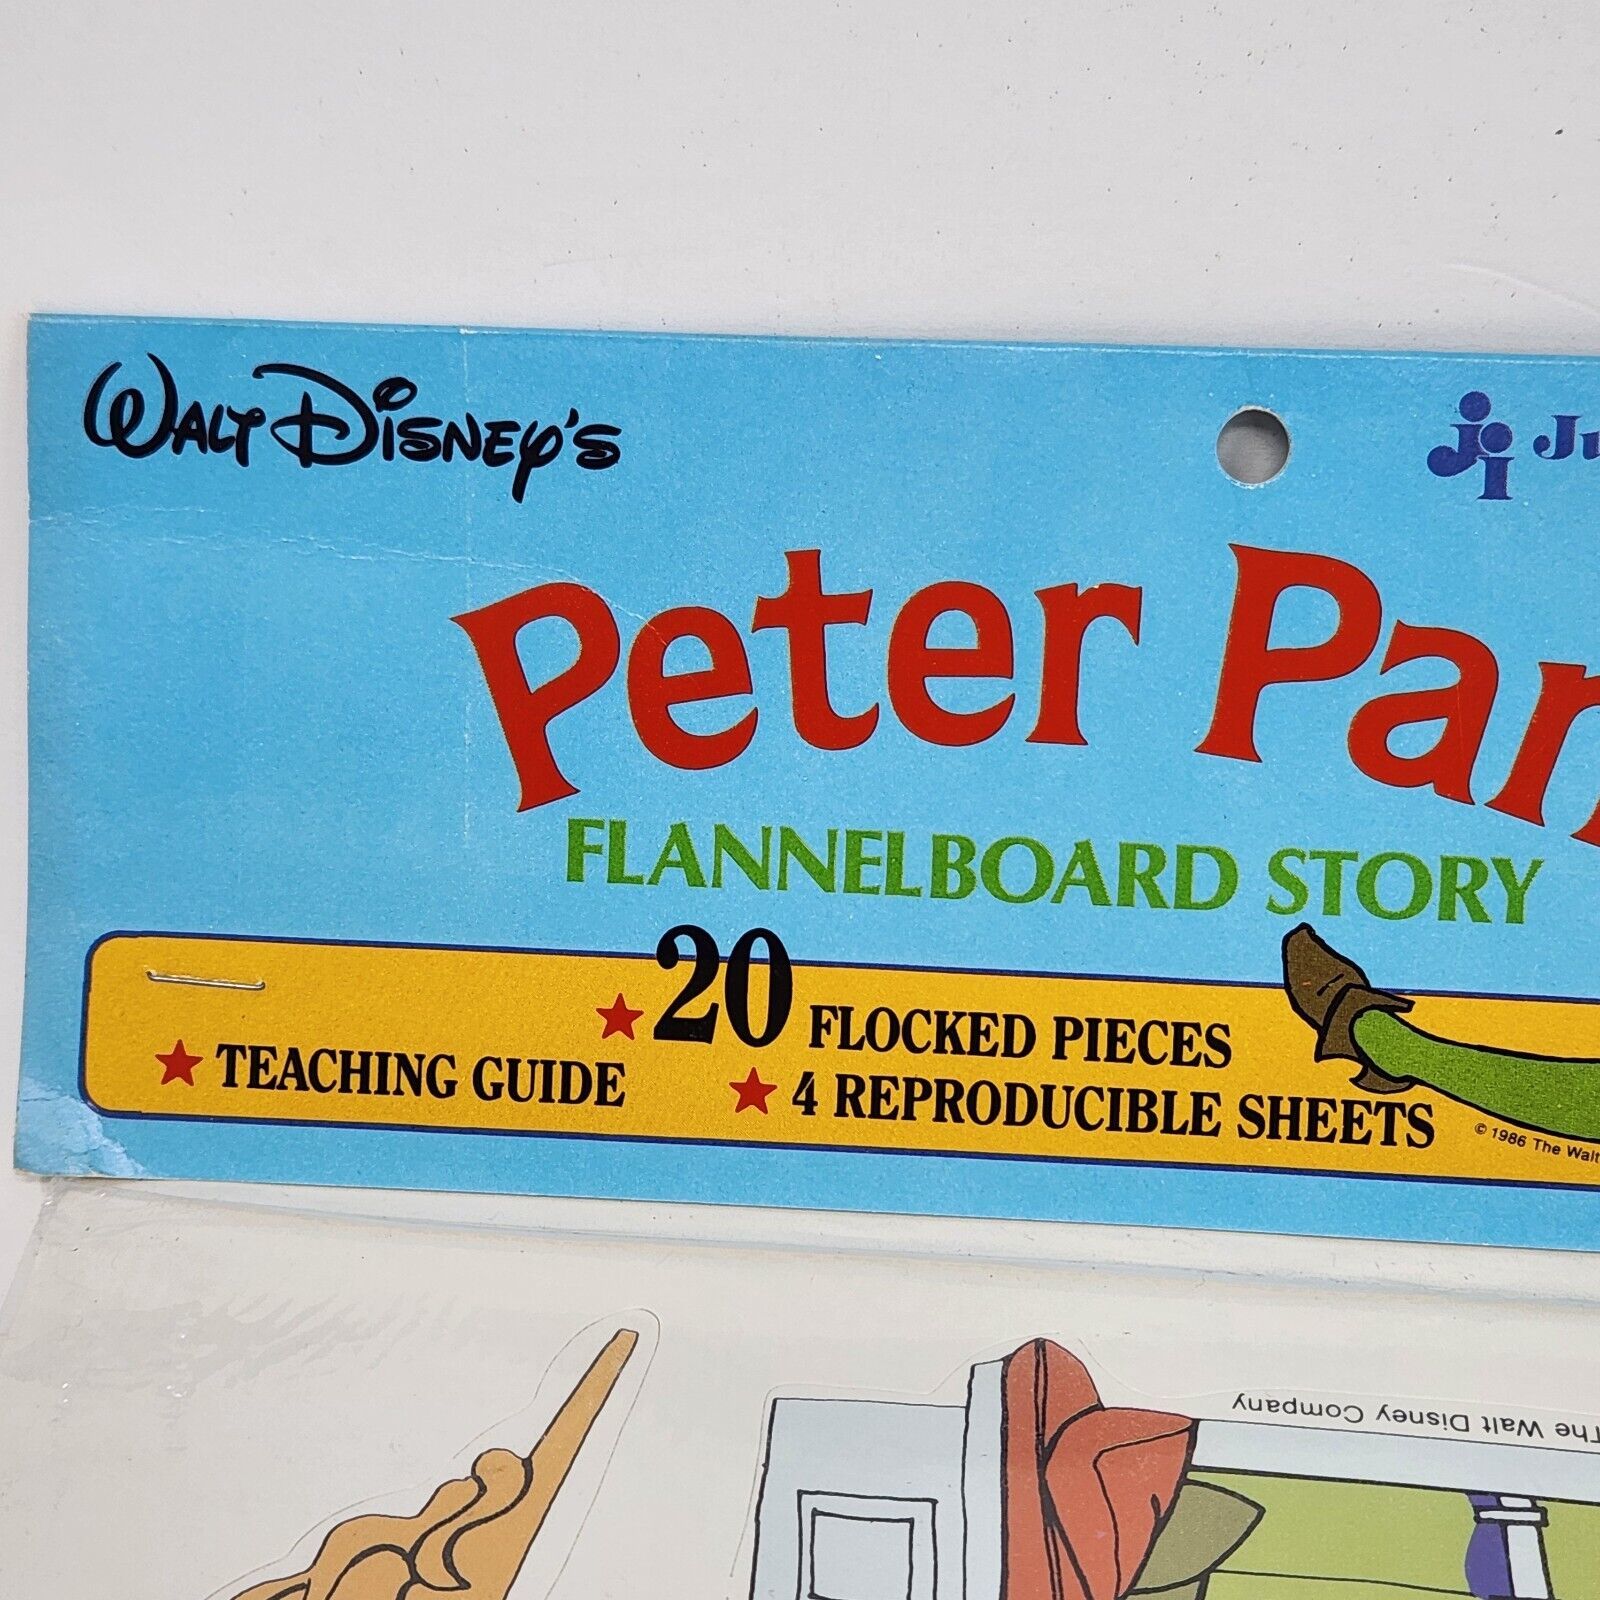 WALT DISNEY'S
Peter Pan
FLANNELBOARD STORY
★ 20 FLOCKED PIECES
★ TEACHING GUIDE ★ 4 REPRODUCIBLE SHEETS
© 1986 The Walt
The Walt Disney Company